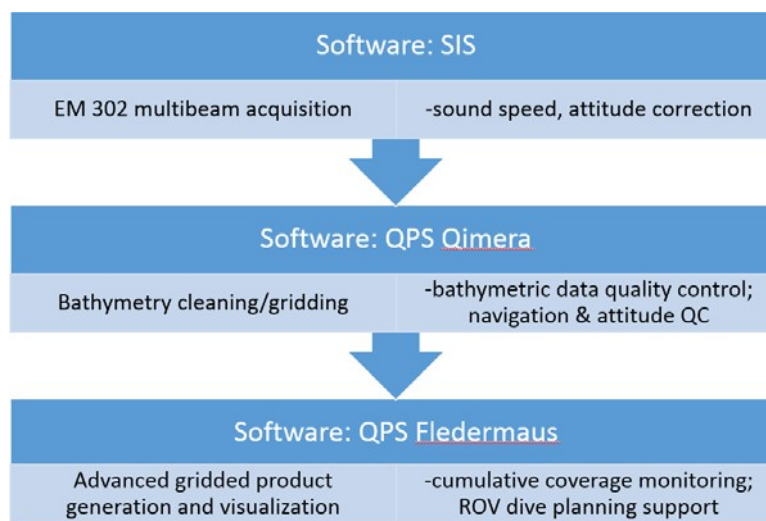 Software: SIS
EM 302 multibeam acquisition
-sound speed, attitude correction
Software: QPS Qimera
Bathymetry cleaning/gridding
-bathymetric data quality control;
navigation & attitude QC
Software: QPS Fledermaus
Advanced gridded product
generation and visualization
-cumulative coverage monitoring;
ROV dive planning support